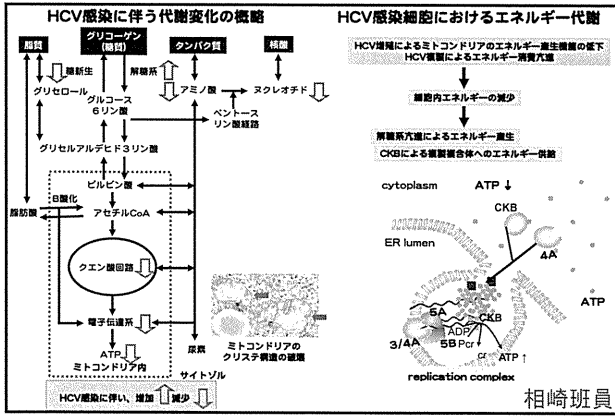 HCV感染に伴う代謝変化の概略
脂質
グリコーゲン
(糖質)
タンパク質
核酸
糖新生
解糖系
グリセロール
グルコース
6リン酸
アミノ酸
ヌクレオチド
ペントース
リン酸経路
グリセルアルデヒド3リン酸
ピルビン酸
β酸化
脂肪酸
アセチルCoA
クエン酸回路
電子伝達系
ATP
ミトコンドリア内
尿素
サイトゾル
ミトコンドリアの
クリステ構造の破壊
HCV感染に伴い、増加 減少
HCV感染細胞におけるエネルギー代謝
HCV増殖によるミトコンドリアのエネルギー産生機能の低下
HCV複製によるエネルギー消費亢進
細胞内エネルギーの減少
解糖系亢進によるエネルギー産生
CKBによる複製複合体へのエネルギー供給
cytoplasm
ATP ↓
CKB
ER lumen
4A
5A
CKB
3/4A
5B
ADP
Pcr
cr
ATP ↑
replication complex
相崎班員